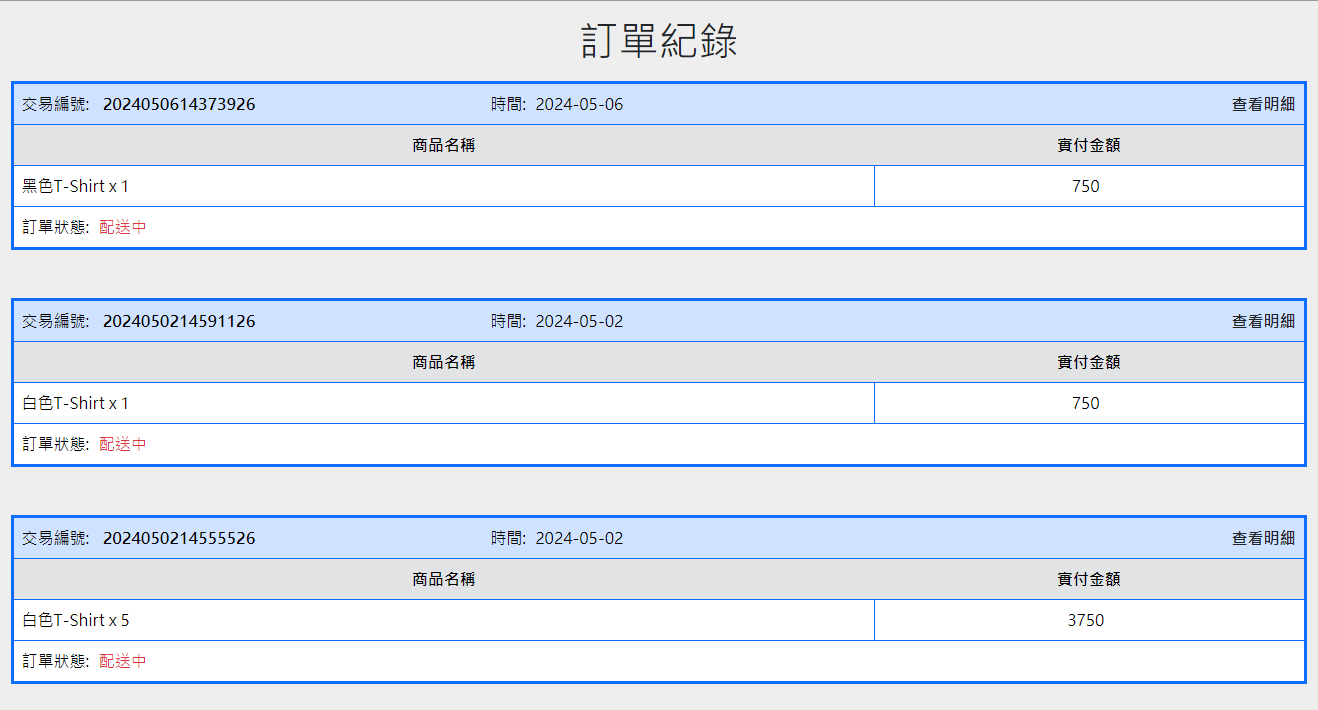 訂單紀錄
交易編號: 2024050614373926 時間: 2024-05-06 查看明細
商品名稱 實付金額
黑色T-Shirt x 1 750
訂單狀態: 配送中
交易編號: 2024050214591126 時間: 2024-05-02 查看明細
商品名稱 實付金額
白色T-Shirt x 1 750
訂單狀態: 配送中
交易編號: 2024050214555526 時間: 2024-05-02 查看明細
商品名稱 實付金額
白色T-Shirt x 5 3750
訂單狀態: 配送中